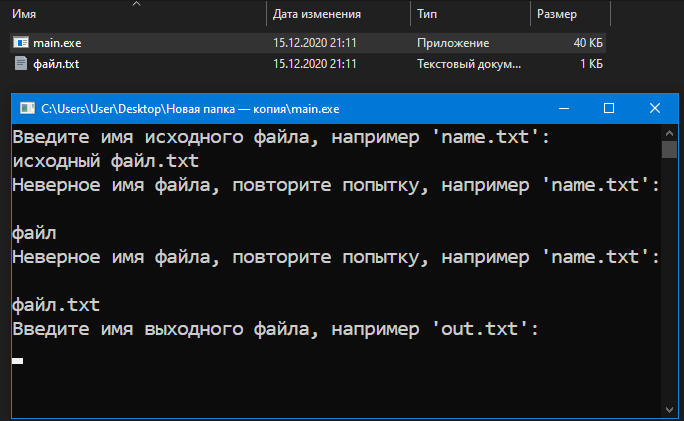 Имя Дата изменения Тип Размер
main.exe 15.12.2020 21:11 Приложение 40 КБ
файл.txt 15.12.2020 21:11 Текстовый докум... 1 КБ
C:\Users\User\Desktop\Новая папка — копия\main.exe
Введите имя исходного файла, например 'name.txt':
исходный файл.txt
Неверное имя файла, повторите попытку, например 'name.txt':
файл
Неверное имя файла, повторите попытку, например 'name.txt':
файл.txt
Введите имя выходного файла, например 'out.txt':